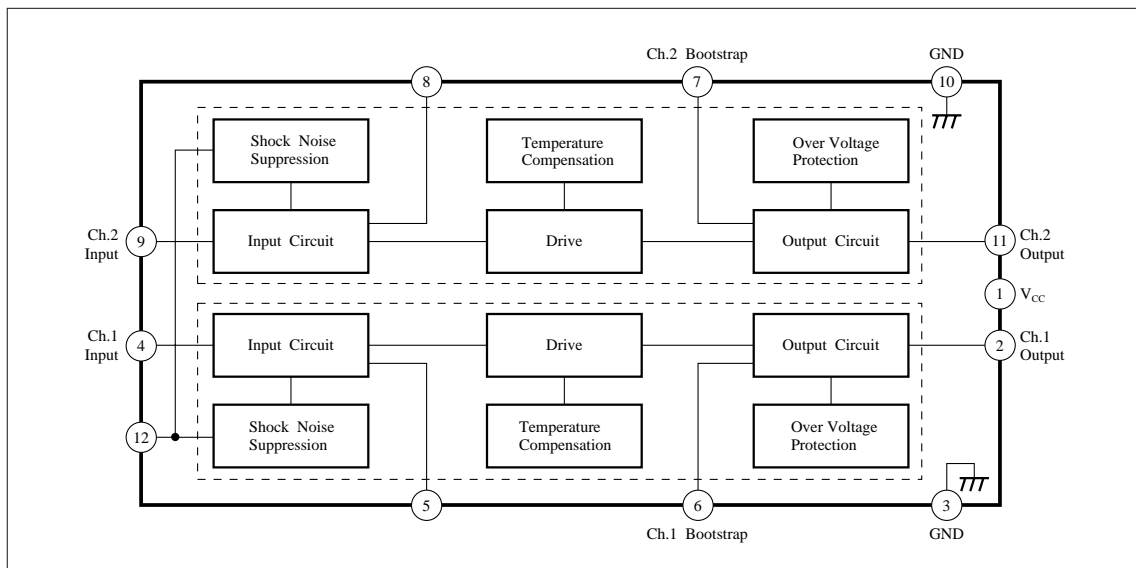 Ch.2 Bootstrap
GND
8
7
10
Shock Noise
Suppression
Temperature
Compensation
Over Voltage
Protection
Ch.2
Input
9
Input Circuit
Drive
Output Circuit
11
Ch.2
Output
1
VCC
Ch.1
Input
4
Input Circuit
Drive
Output Circuit
2
Ch.1
Output
12
Shock Noise
Suppression
Temperature
Compensation
Over Voltage
Protection
5
6
3
Ch.1 Bootstrap
GND